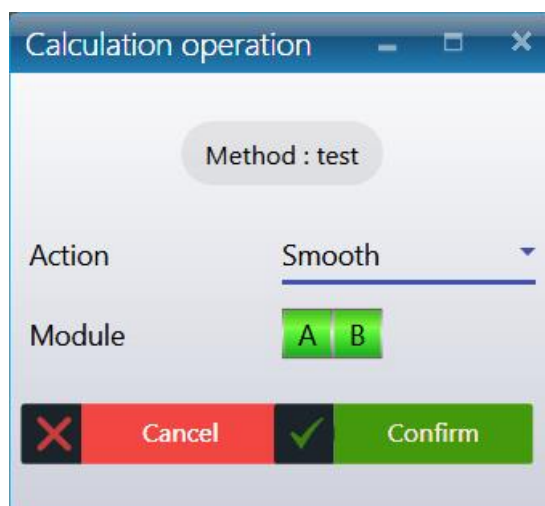 Calculation operation
Method : test
Action Smooth
Module A B
Cancel Confirm